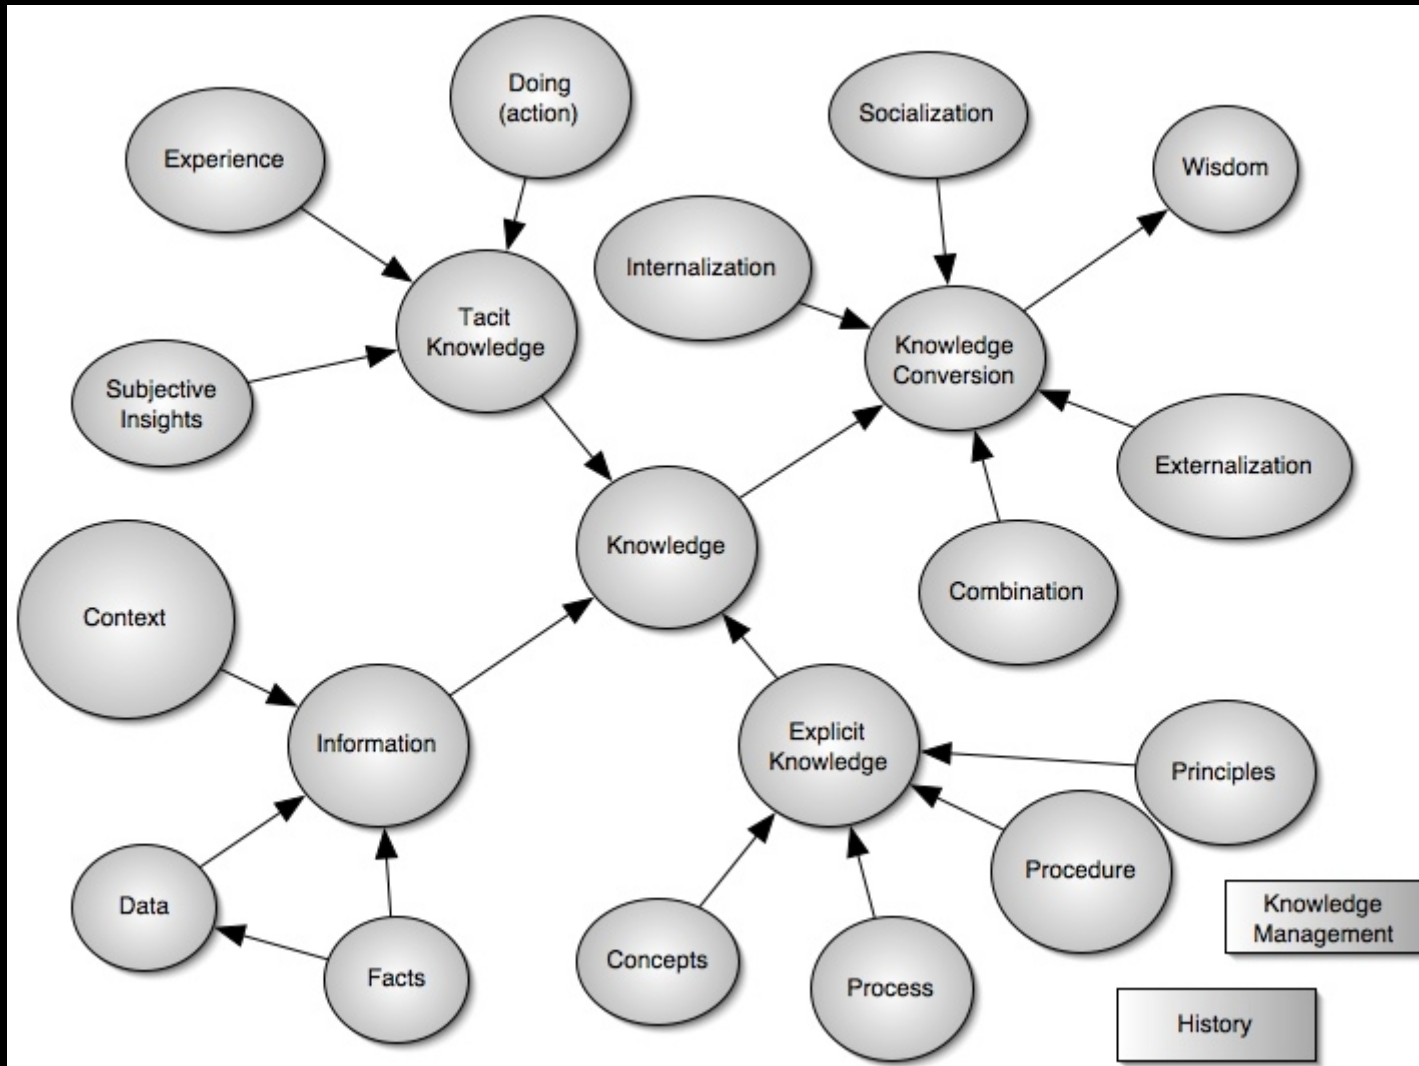 Doing
(action)
Experience
Socialization
Wisdom
Internalization
Tacit
Knowledge
Knowledge
Conversion
Subjective
Insights
Externalization
Knowledge
Combination
Context
Information
Explicit
Knowledge
Principles
Procedure
Data
Knowledge
Management
Concepts
Facts
Process
History